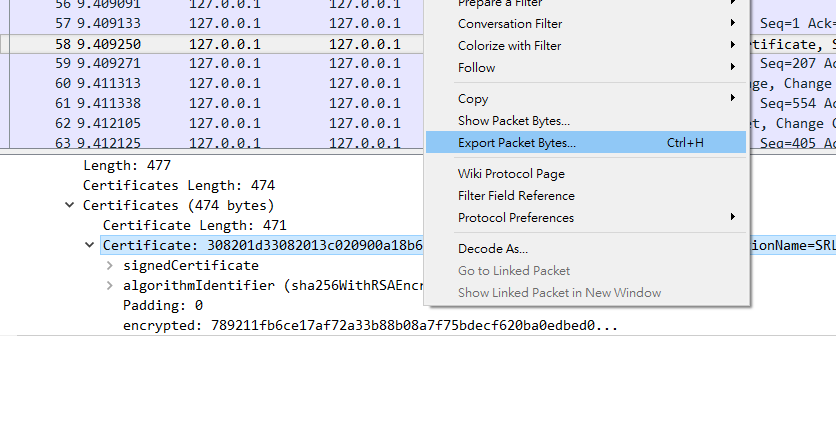 56 9.409091 127.0.0.1 127.0.0.1 Prepare a Filter
57 9.409133 127.0.0.1 127.0.0.1 Conversation Filter Seq=1 Ack=
58 9.409250 127.0.0.1 127.0.0.1 Colorize with Filter rtificate, S
59 9.409271 127.0.0.1 127.0.0.1 Follow Seq=207 Ac
60 9.411313 127.0.0.1 127.0.0.1 ge, Change
61 9.411338 127.0.0.1 127.0.0.1 Copy Seq=554 Ac
62 9.412105 127.0.0.1 127.0.0.1 Show Packet Bytes... et, Change C
63 9.412125 127.0.0.1 127.0.0.1 Export Packet Bytes... Ctrl+H Seq=405 Ac
Length: 477 Wiki Protocol Page
Certificates Length: 474 Filter Field Reference
Certificates (474 bytes) Protocol Preferences
Certificate Length: 471
Certificate: 308201d33082013c020900a18b6 Decode As... ionName=SRL
signedCertificate Go to Linked Packet
algorithmIdentifier (sha256WithRSAEncr Show Linked Packet in New Window
Padding: 0
encrypted: 789211fb6ce17af72a33b88b08a7f75bdecf620ba0edbed0...